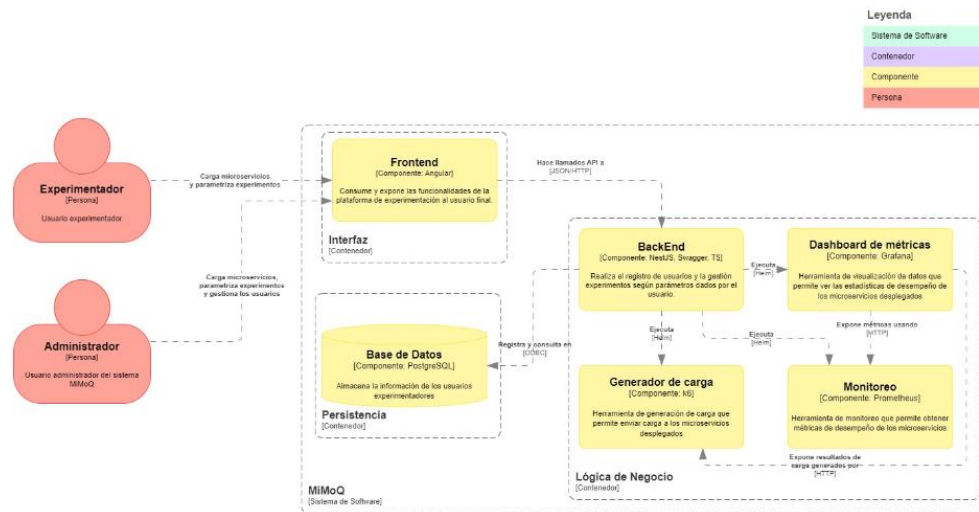 Leyenda
Sistema de Software
Contenedor
Componente
Persona
Experimentador
[Persona]
Usuario experimentador
Carga microservicios
y parametriza experimentos
Administrador
[Persona]
Usuario administrador del sistema
MiMoQ
Carga microservicios,
parametriza experimentos
y gestiona los usuarios
Frontend
[Componente: Angular]
Consume y expone las funcionalidades de la
plataforma de experimentación al usuario final.
Interfaz
[Contenedor]
Hace llamados API a
[JSON/HTTP]
BackEnd
[Componente: NestJS, Swagger, TS]
Realiza el registro de usuarios y la gestión
experimentos según parámetros dados por el
usuario.
Ejecuta
[Helm]
Dashboard de métricas
[Componente: Grafana]
Herramienta de visualización de datos que
permite ver las estadísticas de desempeño de
los microservicios desplegados
Registra y consulta en
[ODBC]
Ejecuta
[Helm]
Ejecuta
[Helm]
Expone métricas usando
[HTTP]
Base de Datos
[Componente: PostgreSQL]
Almacena la información de los usuarios
experimentadores
Persistencia
[Contenedor]
Generador de carga
[Componente: k6]
Herramienta de generación de carga que
permite enviar carga a los microservicios
desplegados
Monitoreo
[Componente: Prometheus]
Herramienta de monitoreo que permite obtener
métricas de desempeño de los microservicios
Expone resultados de
carga generados por
[HTTP]
Lógica de Negocio
[Contenedor]
MiMoQ
[Sistema de Software]